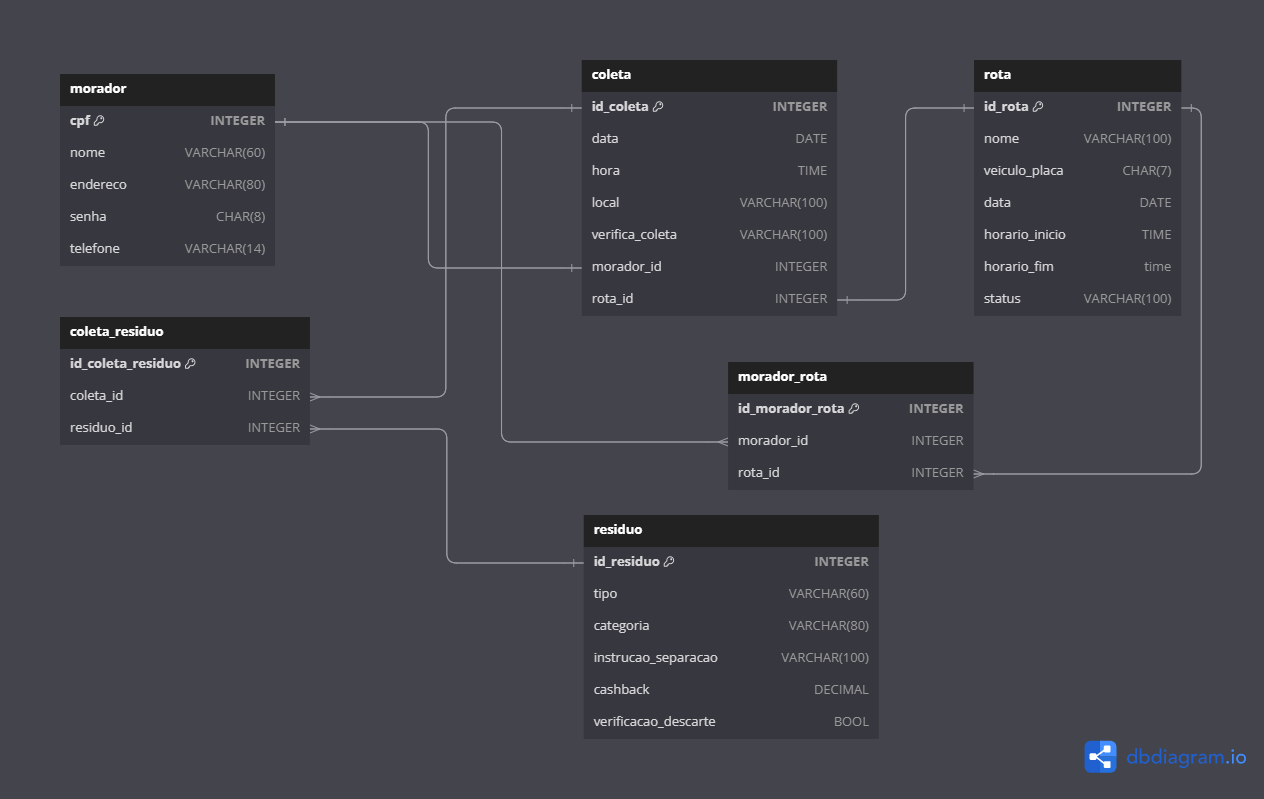 morador
cpf INTEGER
nome VARCHAR(60)
endereco VARCHAR(80)
senha CHAR(8)
telefone VARCHAR(14)
coleta
id_coleta INTEGER
data DATE
hora TIME
local VARCHAR(100)
verifica_coleta VARCHAR(100)
morador_id INTEGER
rota_id INTEGER
rota
id_rota INTEGER
nome VARCHAR(100)
veiculo_placa CHAR(7)
data DATE
horario_inicio TIME
horario_fim time
status VARCHAR(100)
coleta_residuo
id_coleta_residuo INTEGER
coleta_id INTEGER
residuo_id INTEGER
morador_rota
id_morador_rota INTEGER
morador_id INTEGER
rota_id INTEGER
residuo
id_residuo INTEGER
tipo VARCHAR(60)
categoria VARCHAR(80)
instrucao_separacao VARCHAR(100)
cashback DECIMAL
verificacao_descarte BOOL
dbdiagram.io